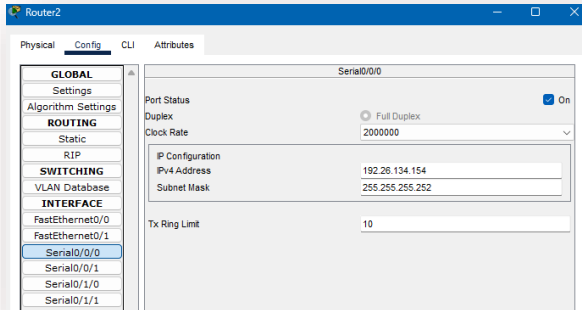 Router2
Physical Config CLI Attributes
GLOBAL
Settings
Algorithm Settings
ROUTING
Static
RIP
SWITCHING
VLAN Database
INTERFACE
FastEthernet0/0
FastEthernet0/1
Serial0/0/0
Serial0/0/1
Serial0/1/0
Serial0/1/1
Serial0/0/0
Port Status On
Duplex Full Duplex
Clock Rate 2000000
IP Configuration
IPv4 Address 192.26.134.154
Subnet Mask 255.255.255.252
Tx Ring Limit 10